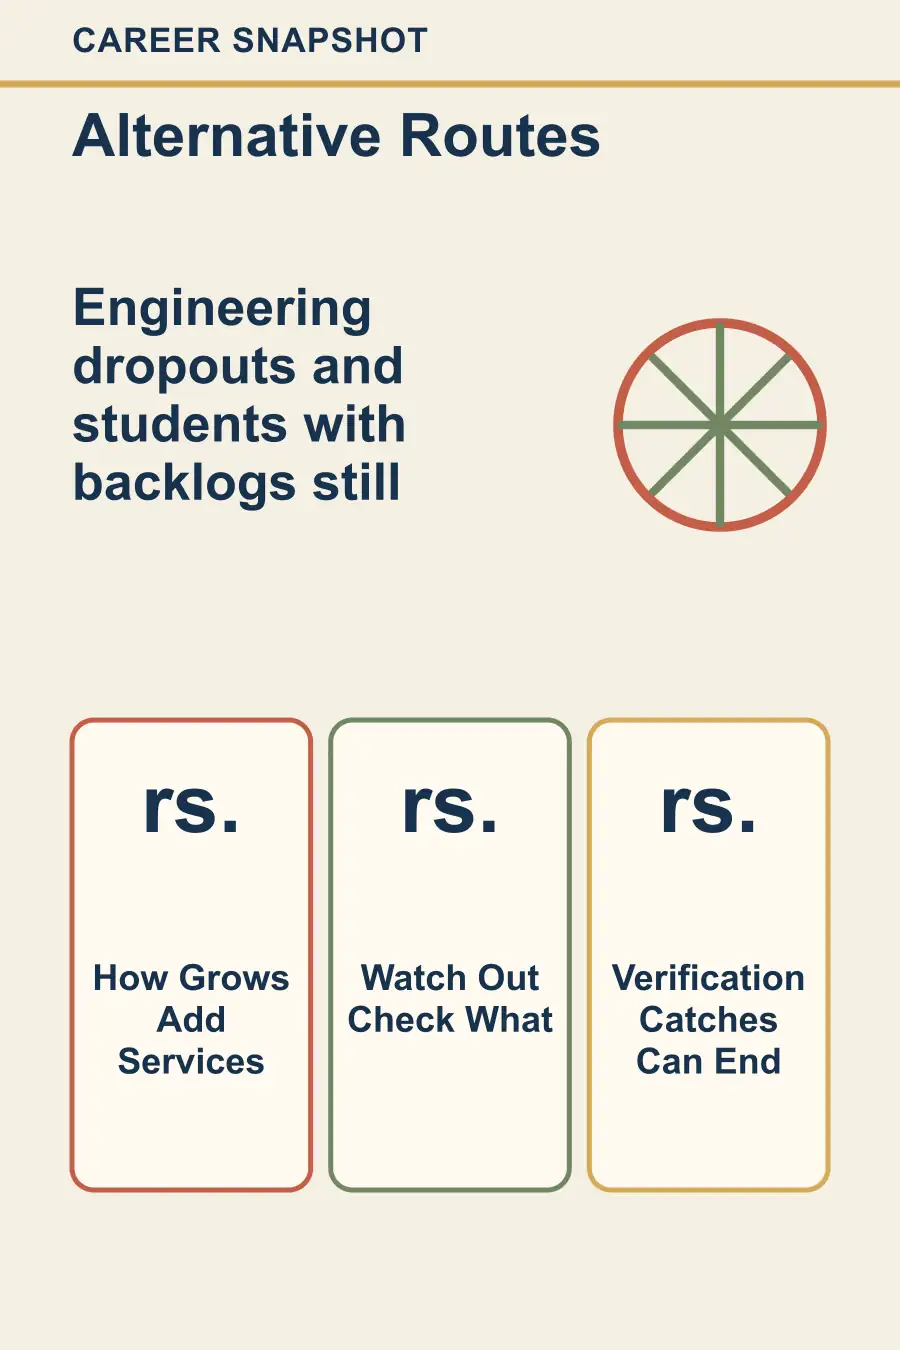 CAREER SNAPSHOT
Alternative Routes
Engineering
dropouts and
students with
backlogs still
rs.
How Grows
Add
Services
rs.
Watch Out
Check What
rs.
Verification
Catches
Can End